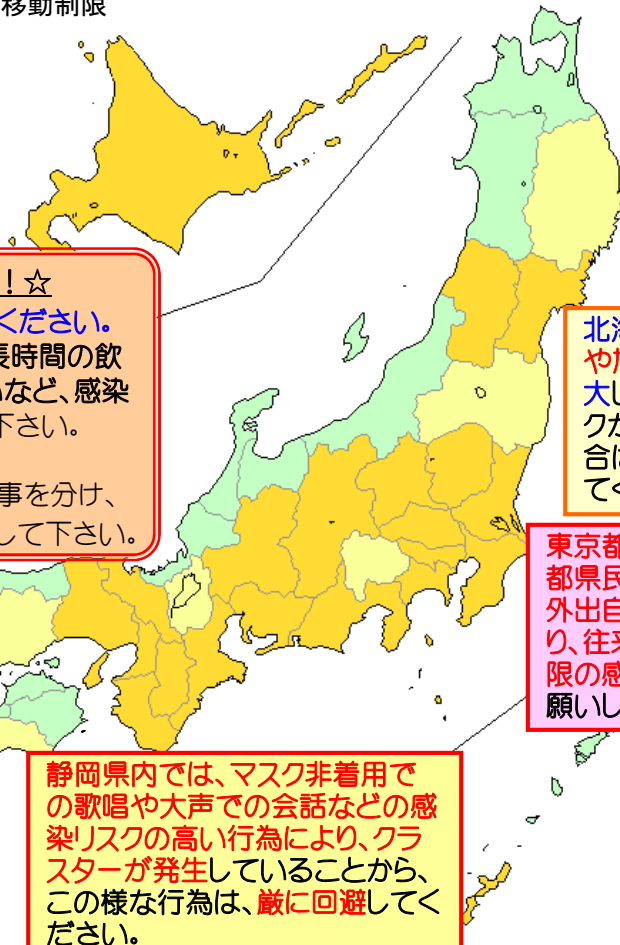 移動制限
！☆
ください。
長時間の飲
いなど、感染
下さい。
事を分け、
して下さい。
北海
やた
大し
クが
合に
てく
東京都
都県民
外出自
り、往来
限の感
願いし
静岡県内では、マスク非着用で
の歌唱や大声での会話などの感
染リスクの高い行為により、クラ
スターが発生していることから、
この様な行為は、厳に回避してく
ださい。